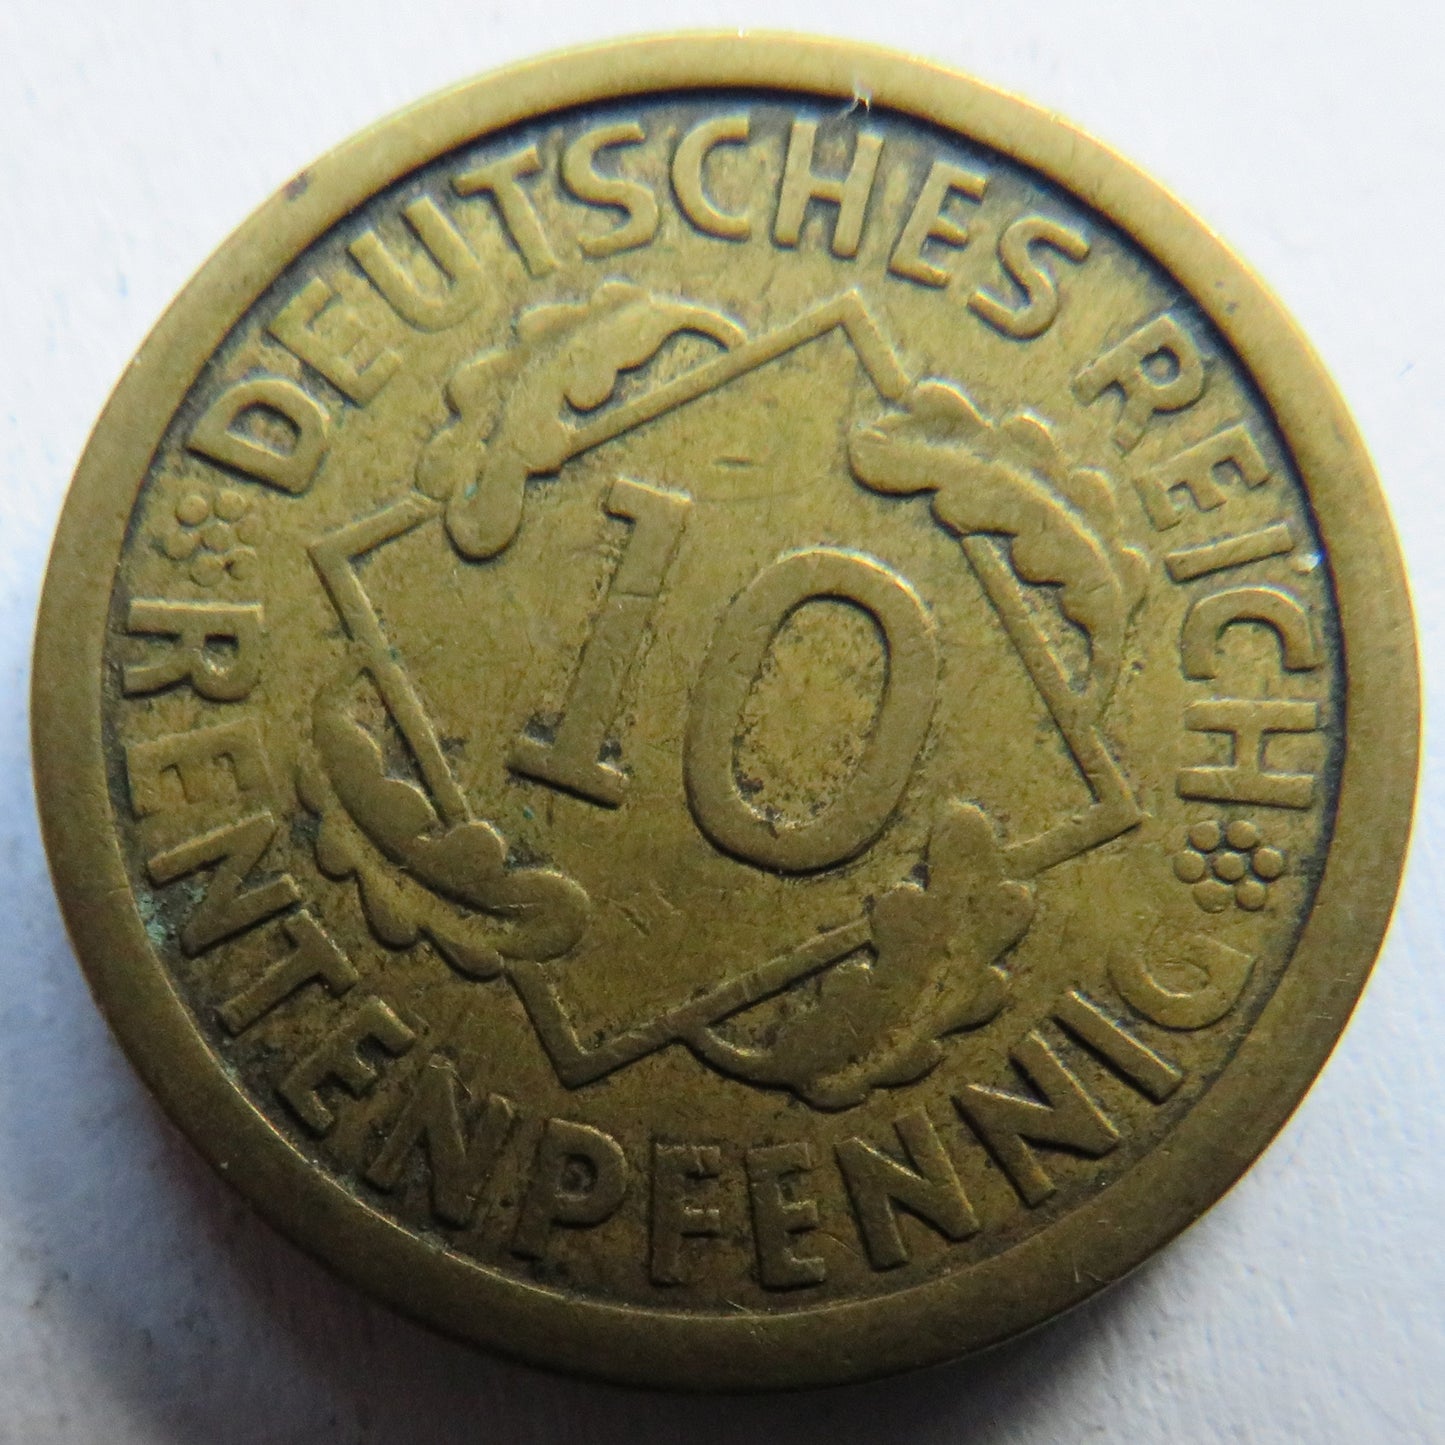 DEUTSCHES REICH
RENTENPFENNIG
10